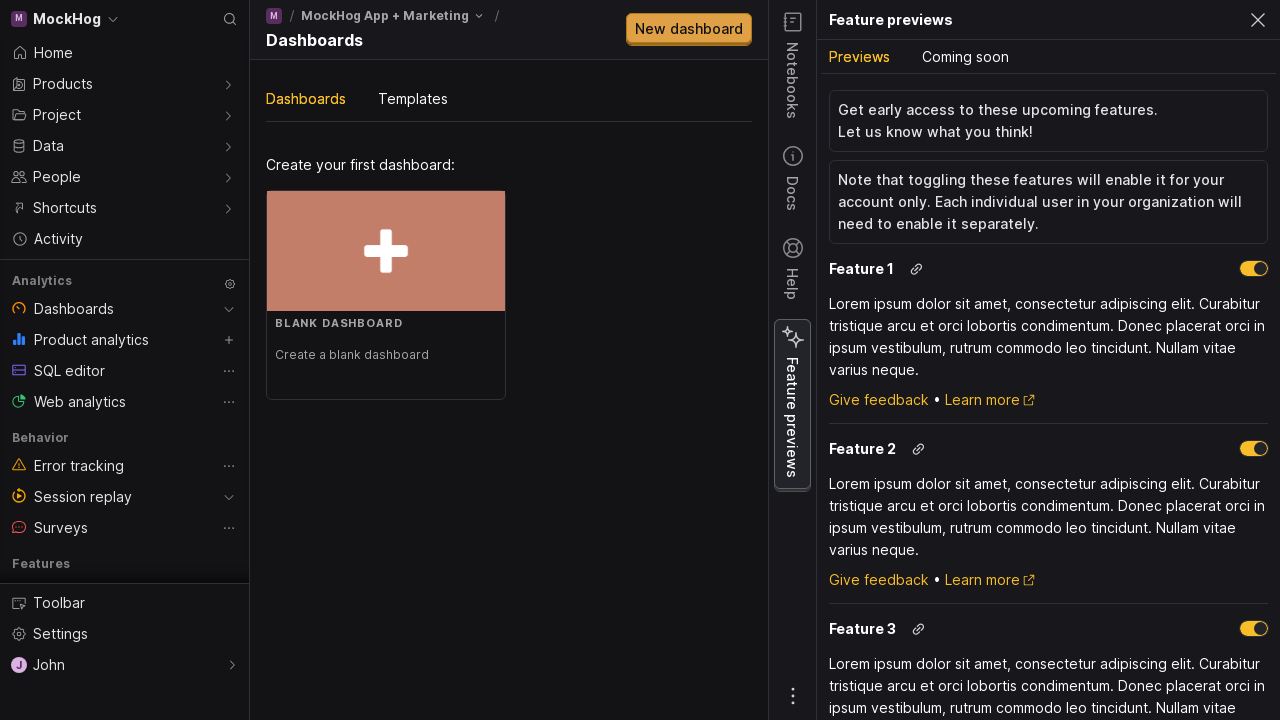 M MockHog
Home
Products
Project
Data
People
Shortcuts
Activity
Analytics
Dashboards
Product analytics
SQL editor
Web analytics
Behavior
Error tracking
Session replay
Surveys
Features
Toolbar
Settings
J John
M / MockHog App + Marketing /
Dashboards
New dashboard
Dashboards Templates
Create your first dashboard:
BLANK DASHBOARD
Create a blank dashboard
Notebooks
Docs
Help
Feature previews
Feature previews
Previews Coming soon
Get early access to these upcoming features.
Let us know what you think!
Note that toggling these features will enable it for your
account only. Each individual user in your organization will
need to enable it separately.
Feature 1
Lorem ipsum dolor sit amet, consectetur adipiscing elit. Curabitur
tristique arcu et orci lobortis condimentum. Donec placerat orci in
ipsum vestibulum, rutrum commodo leo tincidunt. Nullam vitae
varius neque.
Give feedback • Learn more
Feature 2
Lorem ipsum dolor sit amet, consectetur adipiscing elit. Curabitur
tristique arcu et orci lobortis condimentum. Donec placerat orci in
ipsum vestibulum, rutrum commodo leo tincidunt. Nullam vitae
varius neque.
Give feedback • Learn more
Feature 3
Lorem ipsum dolor sit amet, consectetur adipiscing elit. Curabitur
tristique arcu et orci lobortis condimentum. Donec placerat orci in
ipsum vestibulum, rutrum commodo leo tincidunt. Nullam vitae